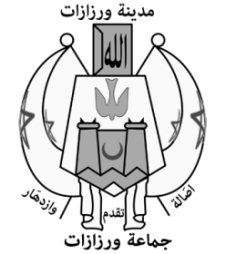 مدينة ورزازات
الله
اصالة
تقدم
وازدهار
جماعة ورزازات